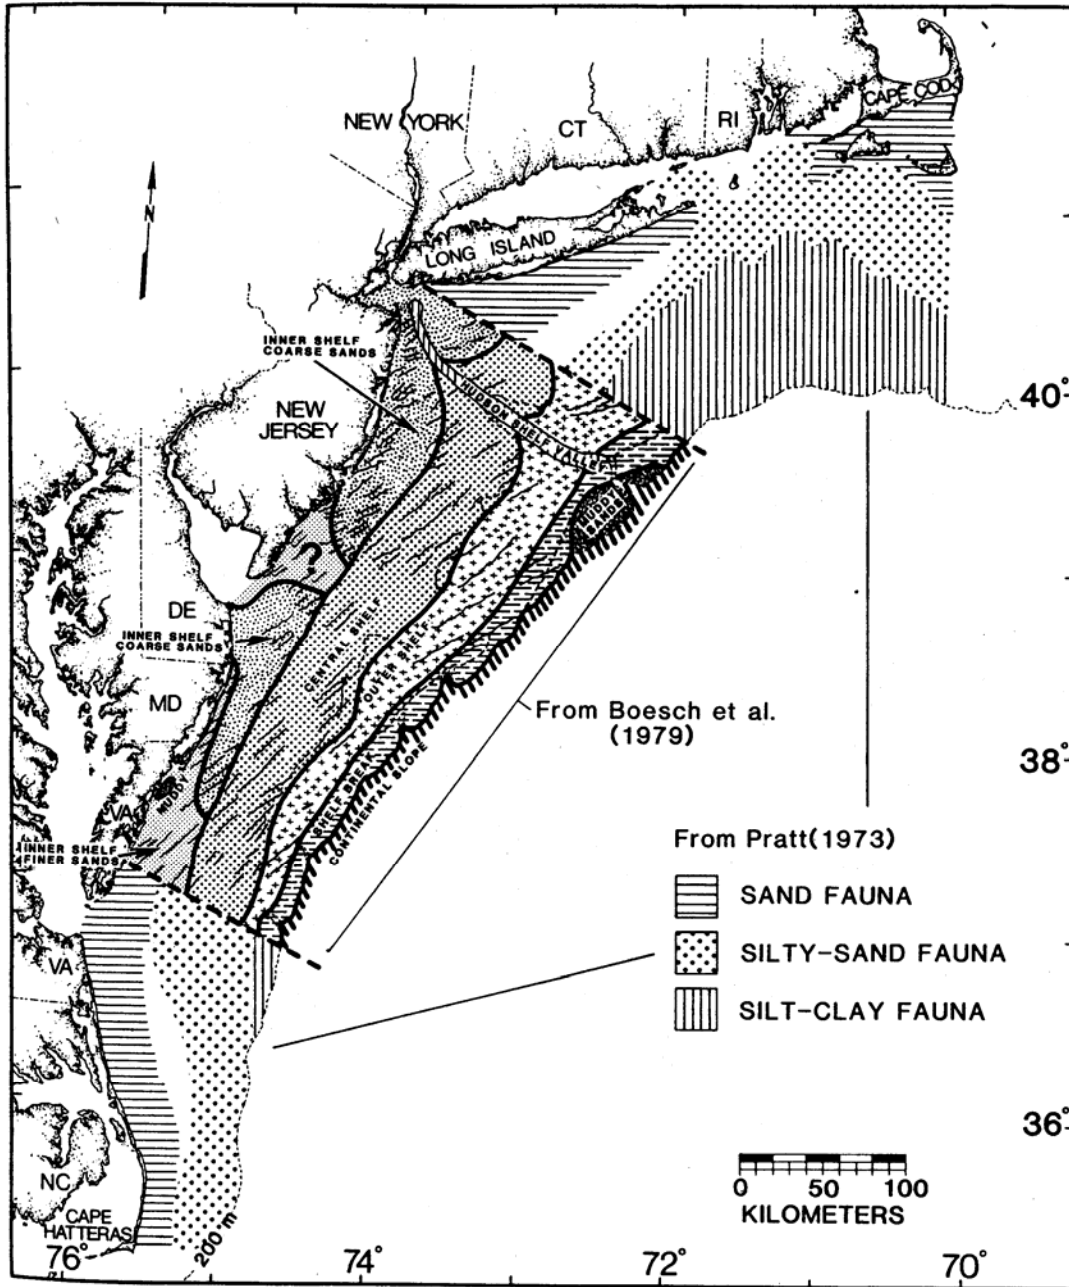 CAPE COD
NEW YORK
CT
RI
N
LONG ISLAND
INNER SHELF
COARSE SANDS
NEW
JERSEY
HUDSON SHELF VALLEY
40°
MUDDY
SANDS
?
DE
INNER SHELF
COARSE SANDS
CENTRAL SHELF
OUTER SHELF
MD
From Boesch et al.
(1979)
38°
SHELF BREAK
CONTINENTAL SLOPE
MUDDY
VA
INNER SHELF
FINER SANDS
From Pratt(1973)
SAND FAUNA
SILTY-SAND FAUNA
SILT-CLAY FAUNA
VA
36°
NC
CAPE
HATTERAS
200 m
0 50 100
KILOMETERS
76° 74° 72° 70°